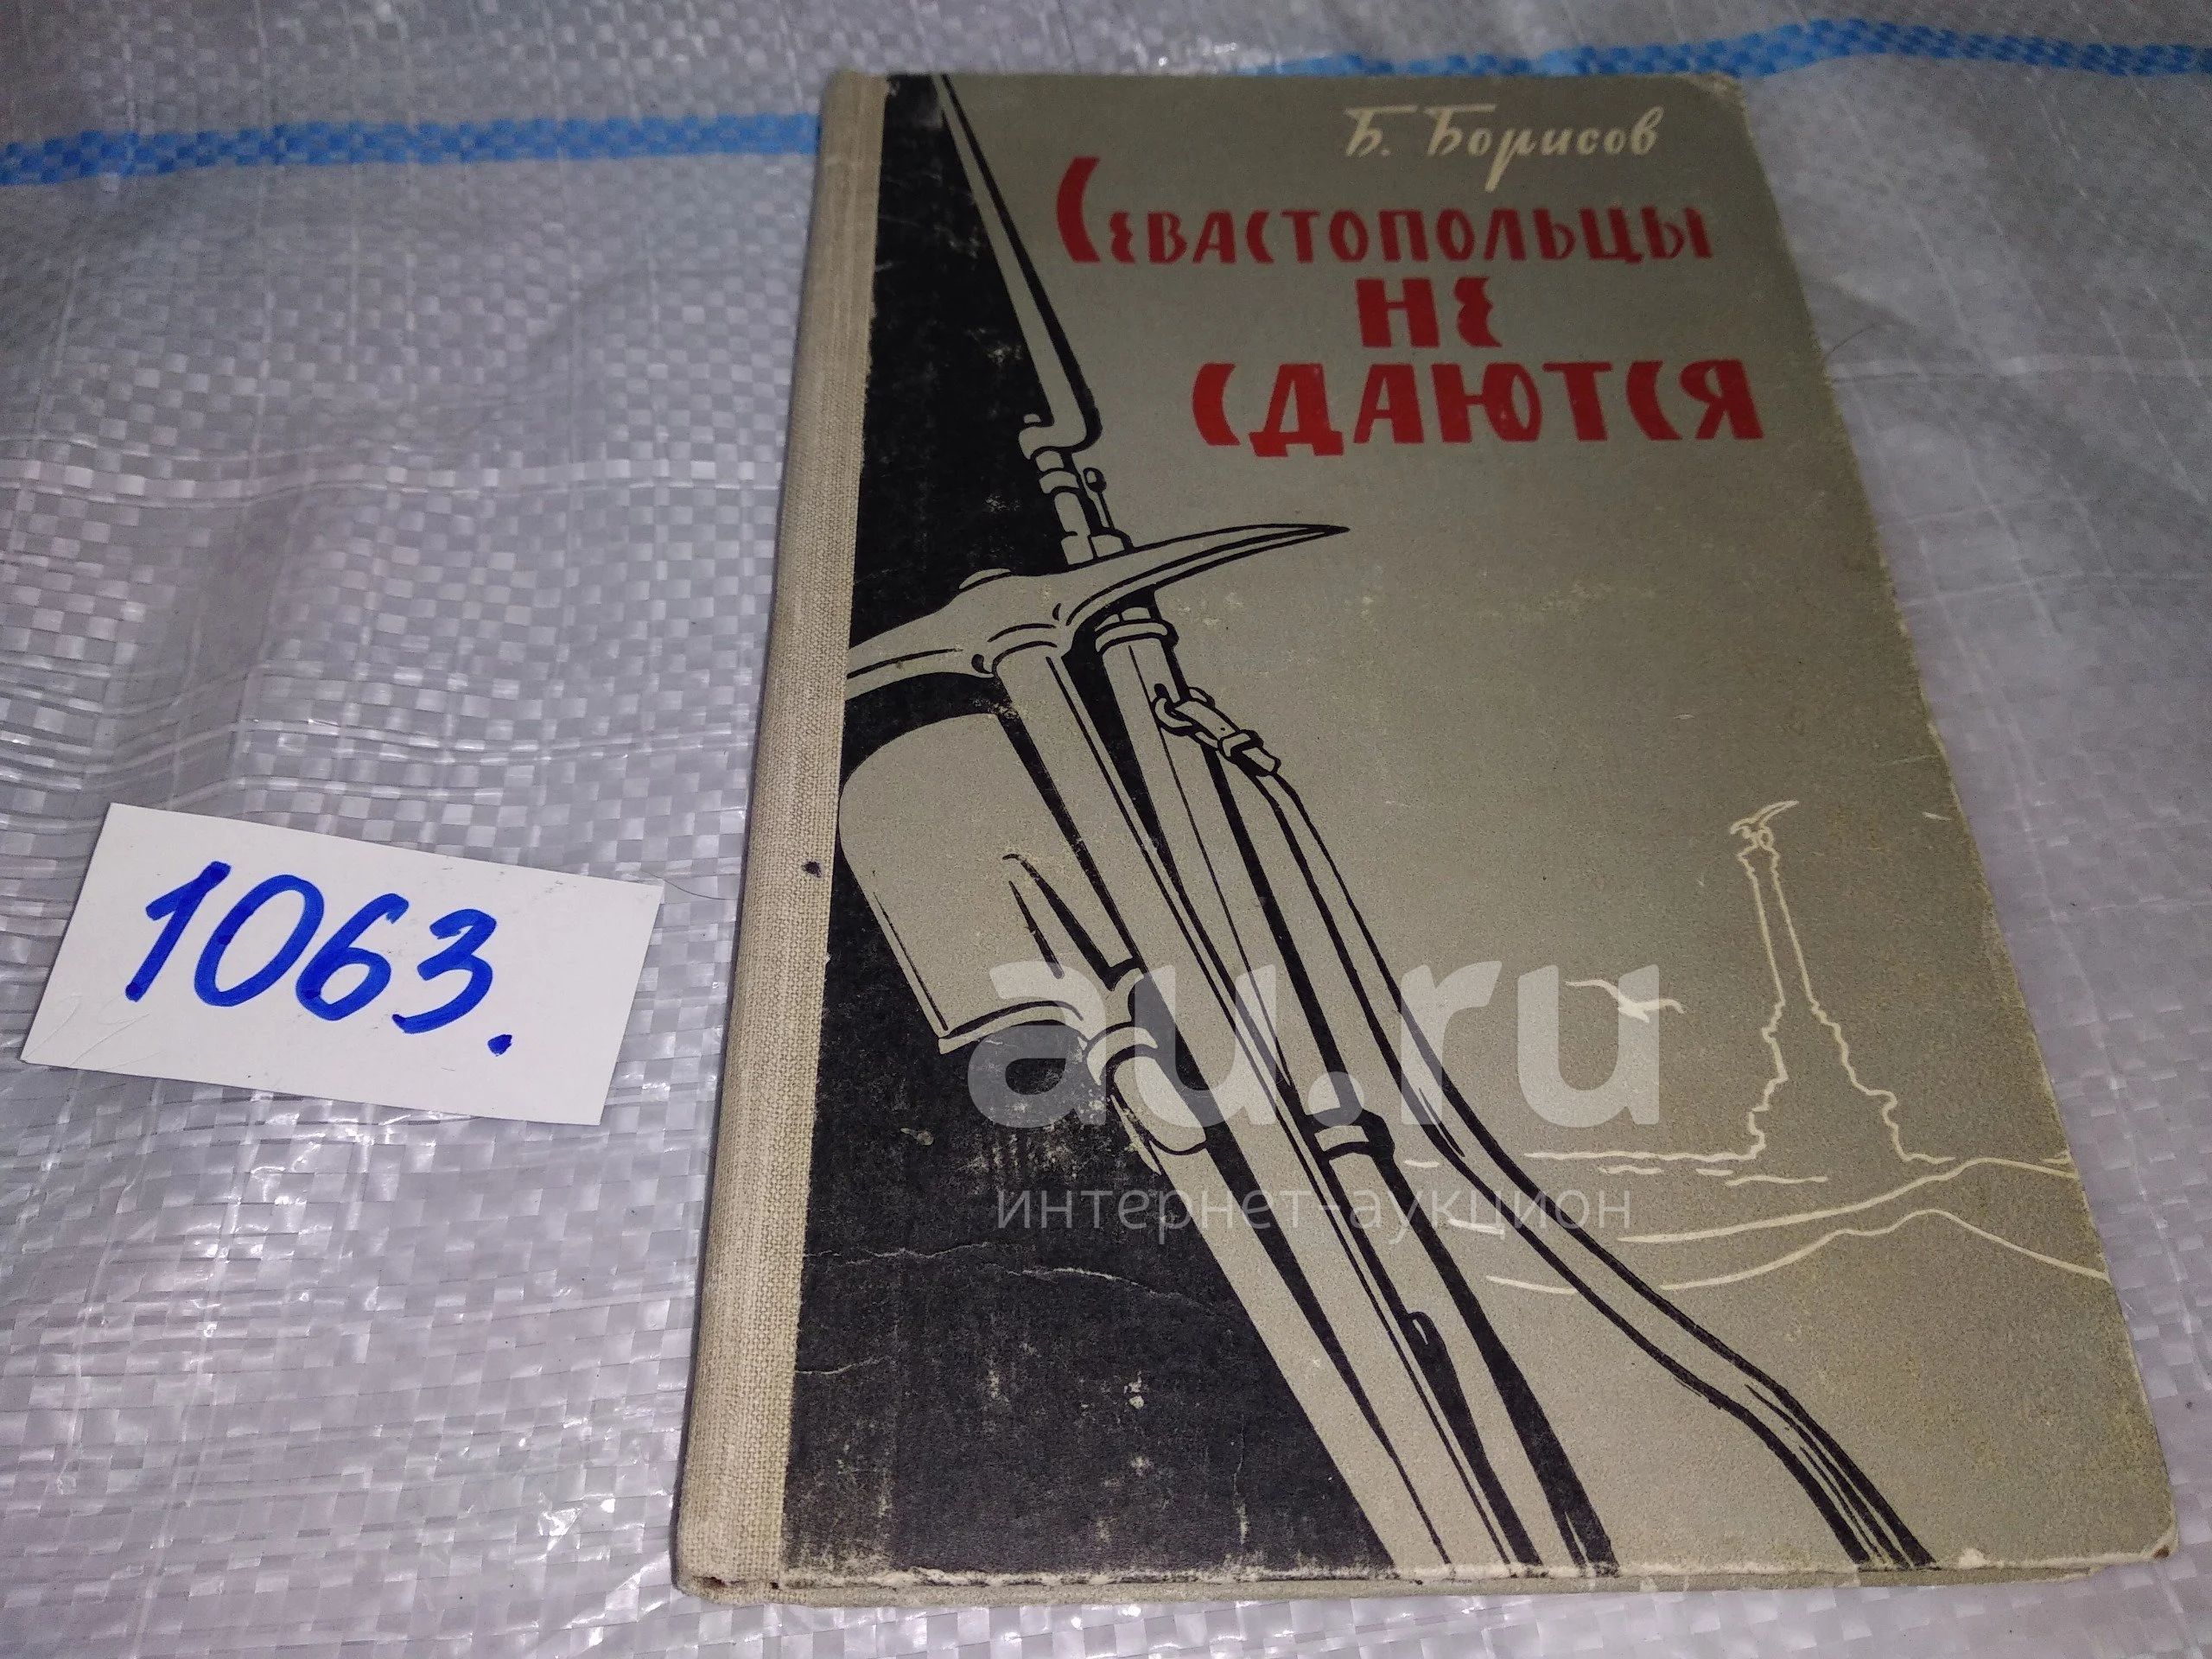 Б. Борисов
Севастопольцы
не
сдаются
1063.
au.ru
интернет-аукцион